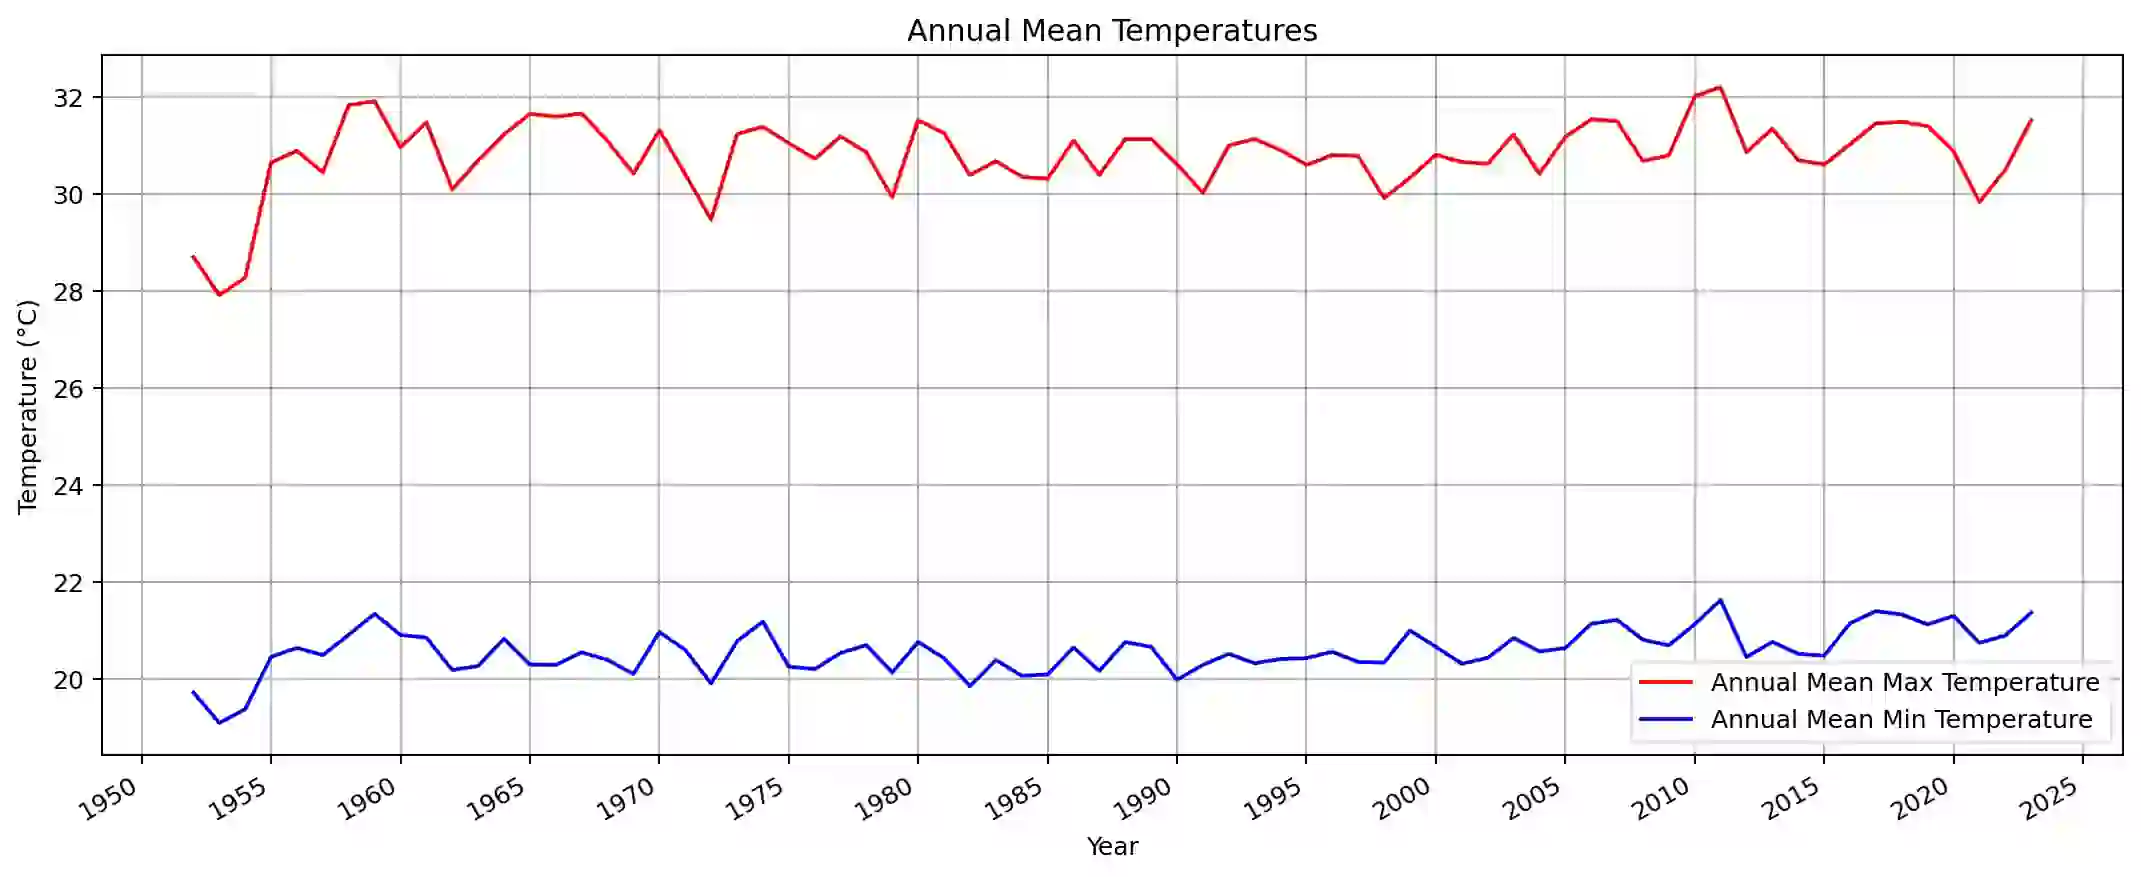 Annual Mean Temperatures
Temperature (°C)
32
30
28
26
24
22
20
Annual Mean Max Temperature
Annual Mean Min Temperature
1950 1955 1960 1965 1970 1975 1980 1985 1990 1995 2000 2005 2010 2015 2020 2025
Year